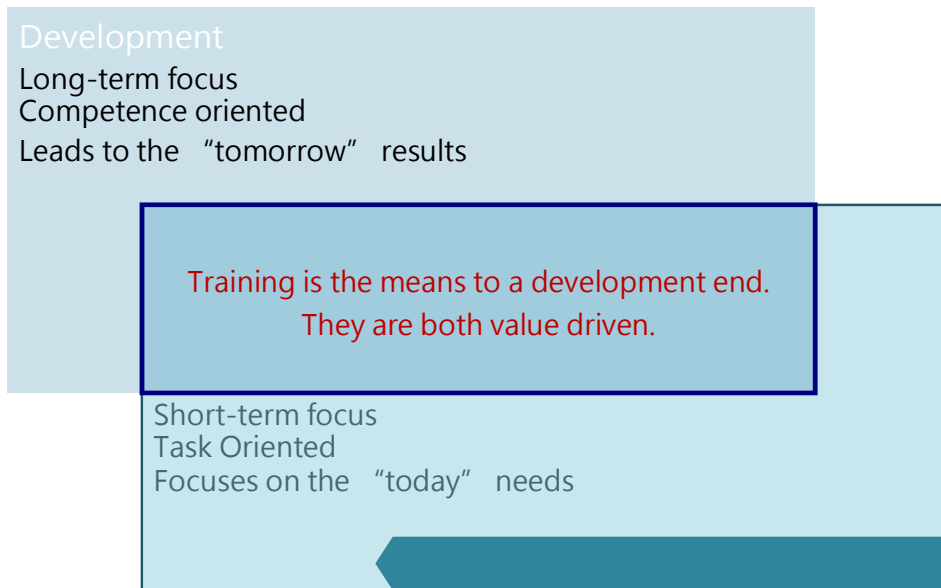 Development
Long-term focus
Competence oriented
Leads to the “tomorrow” results
Training is the means to a development end.
They are both value driven.
Short-term focus
Task Oriented
Focuses on the “today” needs